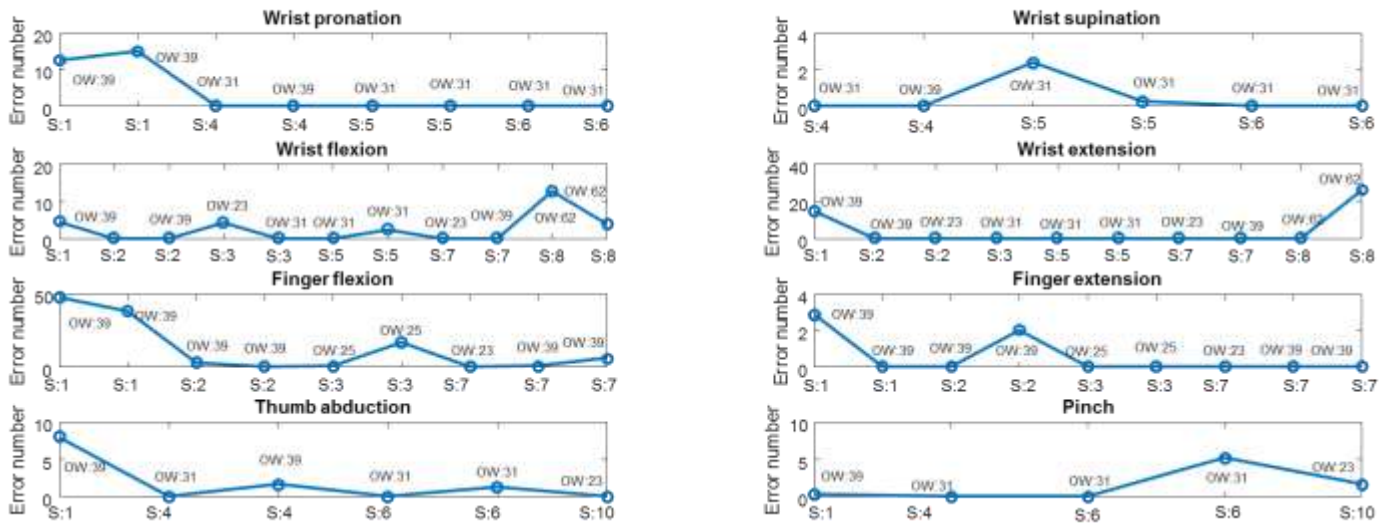 Wrist pronation
Error number
20
10
0
OW:39 OW:39 OW:31 OW:39 OW:31 OW:31 OW:31 OW:31
S:1 S:1 S:4 S:4 S:5 S:5 S:6 S:6
Wrist supination
Error number
4
2
0
OW:31 OW:39 OW:31 OW:31 OW:31 OW:31
S:4 S:4 S:5 S:5 S:6 S:6
Wrist flexion
Error number
20
10
0
OW:39 OW:39 OW:23 OW:31 OW:31 OW:31 OW:23 OW:39 OW:62 OW:62
S:1 S:2 S:2 S:3 S:3 S:5 S:5 S:7 S:7 S:8 S:8
Wrist extension
Error number
40
20
0
OW:39 OW:39 OW:23 OW:31 OW:31 OW:31 OW:23 OW:39 OW:62 OW:62
S:1 S:2 S:2 S:3 S:5 S:5 S:7 S:7 S:8 S:8
Finger flexion
Error number
50
0
OW:39 OW:39 OW:39 OW:39 OW:25 OW:25 OW:23 OW:39 OW:39
S:1 S:1 S:2 S:2 S:3 S:3 S:7 S:7 S:7
Finger extension
Error number
4
2
0
OW:39 OW:39 OW:39 OW:39 OW:25 OW:25 OW:23 OW:39 OW:39
S:1 S:1 S:2 S:2 S:3 S:3 S:7 S:7 S:7
Thumb abduction
Error number
10
5
0
OW:39 OW:31 OW:39 OW:31 OW:31 OW:23
S:1 S:4 S:4 S:6 S:6 S:10
Pinch
Error number
10
5
0
OW:39 OW:31 OW:31 OW:31 OW:23
S:1 S:4 S:6 S:6 S:10